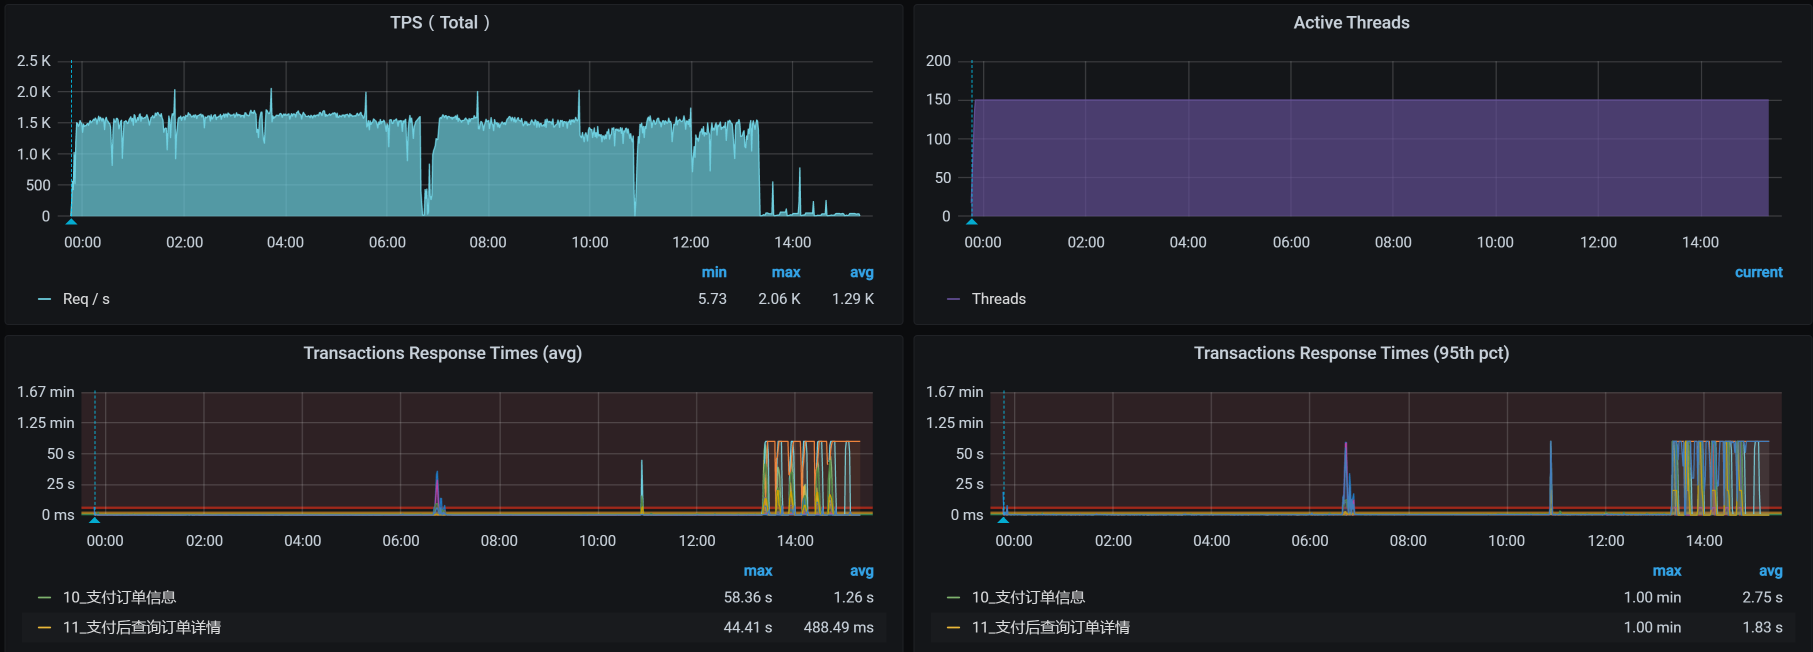 TPS ( Total )
2.5 K
2.0 K
1.5 K
1.0 K
500
0
00:00 02:00 04:00 06:00 08:00 10:00 12:00 14:00
min max avg
Req / s 5.73 2.06 K 1.29 K
Active Threads
200
150
100
50
0
00:00 02:00 04:00 06:00 08:00 10:00 12:00 14:00
current
Threads
Transactions Response Times (avg)
1.67 min
1.25 min
50 s
25 s
0 ms
00:00 02:00 04:00 06:00 08:00 10:00 12:00 14:00
max avg
10_支付订单信息 58.36 s 1.26 s
11_支付后查询订单详情 44.41 s 488.49 ms
Transactions Response Times (95th pct)
1.67 min
1.25 min
50 s
25 s
0 ms
00:00 02:00 04:00 06:00 08:00 10:00 12:00 14:00
max avg
10_支付订单信息 1.00 min 2.75 s
11_支付后查询订单详情 1.00 min 1.83 s